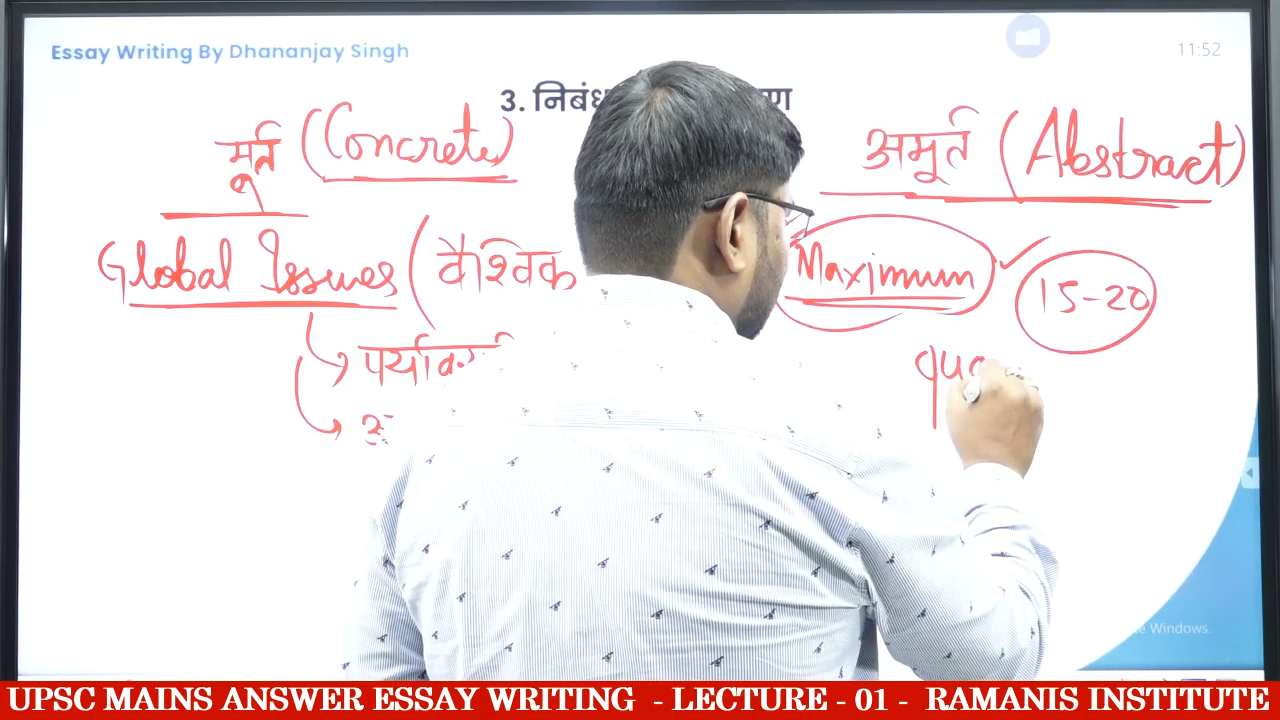 Essay Writing By Dhananjay Singh
11:52
3.
मूर्त (Concrete)
अमूर्त (Abstract)
Global Issues (वैश्विक
Maximum ✓ 15-20
→
→
Windows.
UPSC MAINS ANSWER ESSAY WRITING - LECTURE - 01 - RAMANIS INSTITUTE